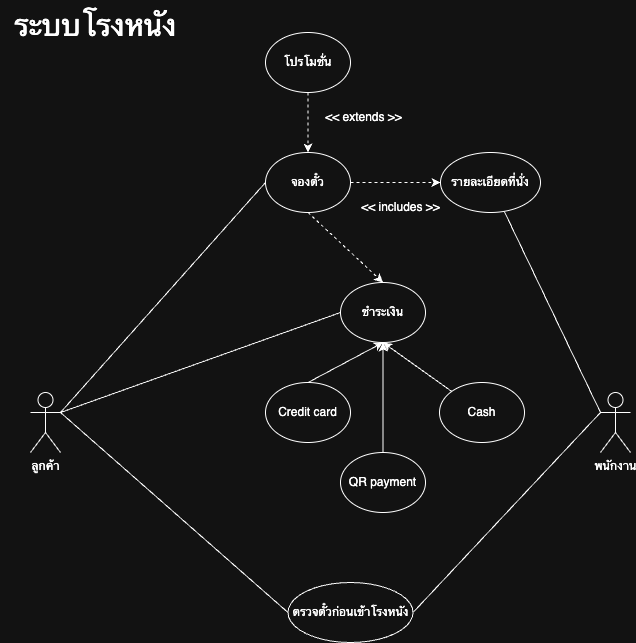 ระบบโรงหนัง
โปรโมชั่น
<< extends >>
จองตั๋ว
รายละเอียดที่นั่ง
<< includes >>
ชำระเงิน
Credit card
Cash
ลูกค้า
พนักงาน
QR payment
ตรวจตั๋วก่อนเข้าโรงหนัง